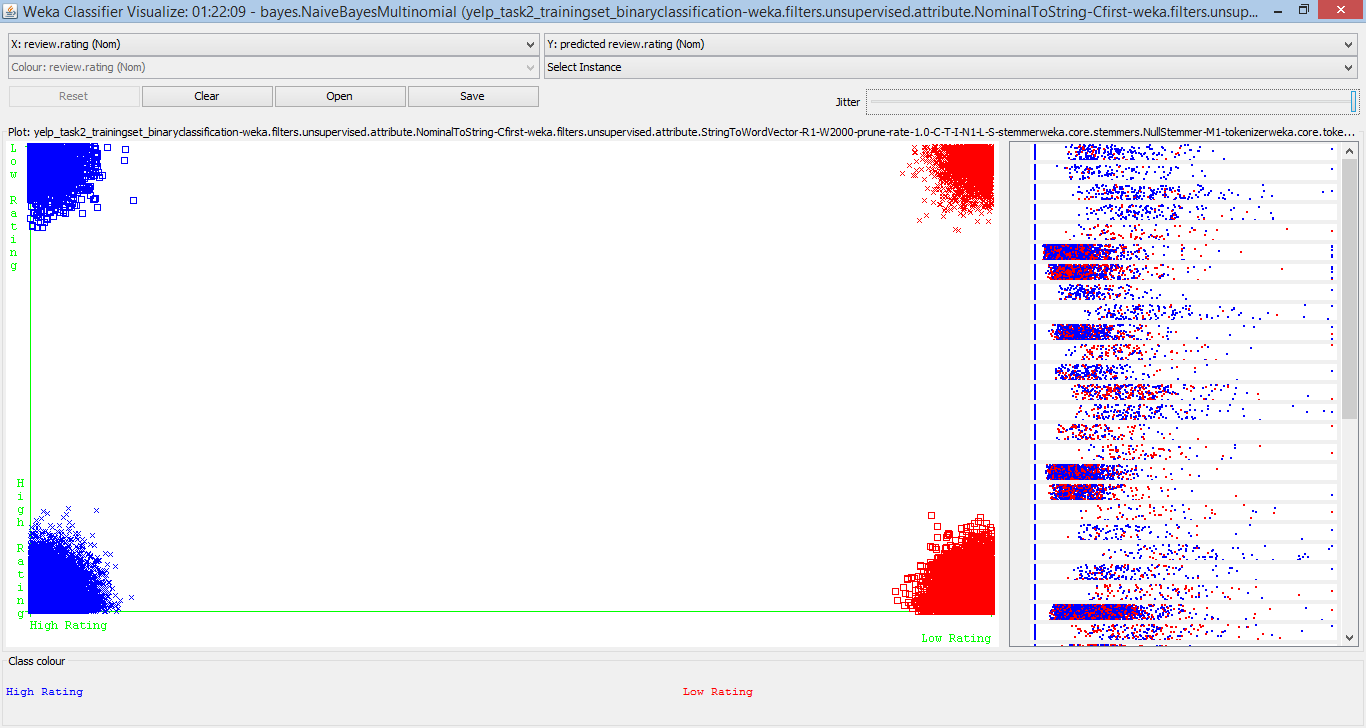 Weka Classifier Visualize: 01:22:09 - bayes.NaiveBayesMultinomial (yelp_task2_trainingset_binaryclassification-weka.filters.unsupervised.attribute.NominalToString-Cfirst-weka.filters.unsup...
X: review.rating (Nom)
Y: predicted review.rating (Nom)
Colour: review.rating (Nom)
Select Instance
Reset
Clear
Open
Save
Jitter
Plot: yelp_task2_trainingset_binaryclassification-weka.filters.unsupervised.attribute.NominalToString-Cfirst-weka.filters.unsupervised.attribute.StringToWordVector-R1-W2000-prune-rate-1.0-C-T-I-N1-L-S-stemmerweka.core.stemmers.NullStemmer-M1-tokenizerweka.core.toke...
Low Rating
High Rating
High Rating
Low Rating
Class colour
High Rating
Low Rating